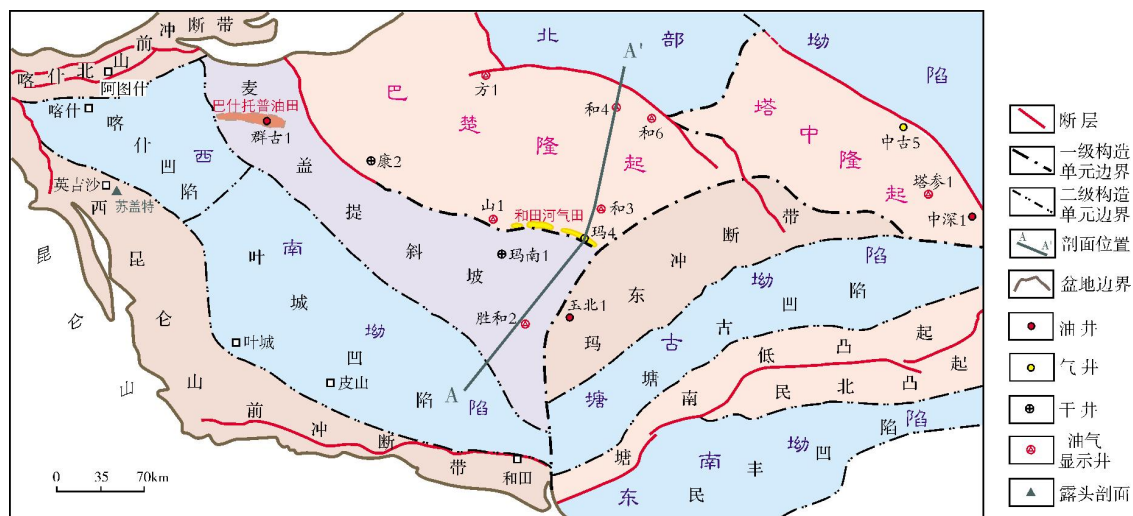 喀什北山前冲断带
阿图什
喀什
喀什凹陷
英吉沙
苏盖特
西昆仑山前冲断带
昆仑山
麦盖提斜坡
巴什托普油田
群古1
康2
西南坳陷
叶城凹陷
叶城
皮山
和田
巴楚隆起
方1
和4
和6
山1
和田河气田
和3
玛4
玛南1
胜和2
玉北1
A
A'
北部坳陷
塔中隆起
中古5
塔参1
中深1
玛东冲断带
塘古坳陷
塘古凹陷
塘南低凸起
民北凸起
东南坳陷
民丰凹陷
0 35 70km
断层
一级构造
单元边界
二级构造
单元边界
A A' 剖面位置
盆地边界
油井
气井
干井
油气
显示井
露头剖面